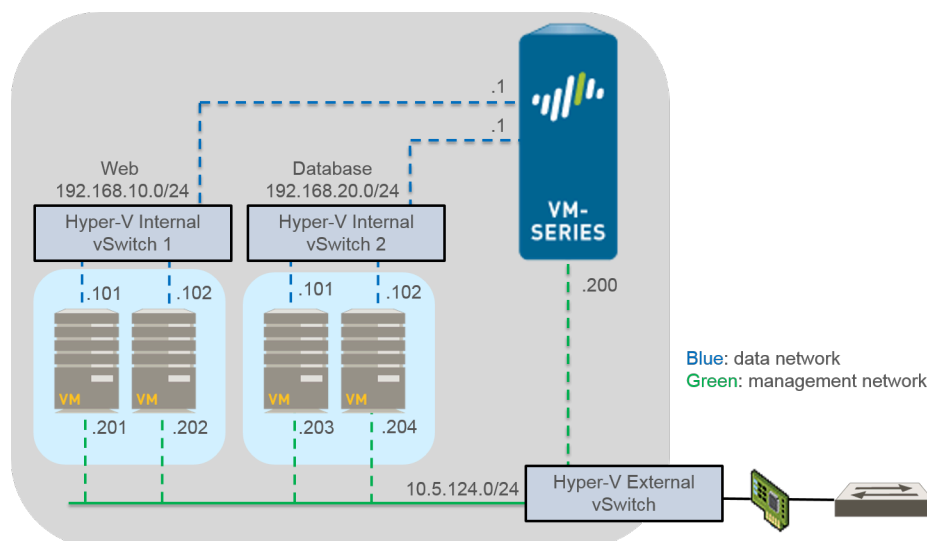 .1
.1
Web
192.168.10.0/24
Database
192.168.20.0/24
Hyper-V Internal
vSwitch 1
Hyper-V Internal
vSwitch 2
VM-
SERIES
.101
.102
.101
.102
.200
VM
VM
VM
VM
.201
.202
.203
.204
Blue: data network
Green: management network
10.5.124.0/24
Hyper-V External
vSwitch